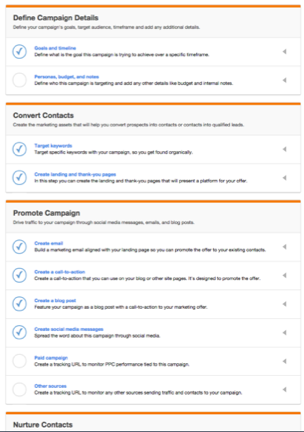 Define Campaign Details
Define your campaign's goals, target audience, timeframe and add any additional details.
Goals and timeline
Define what is the goal this campaign is trying to achieve over a specific timeframe.
Personas, budget, and notes
Define who this campaign is targeting and add any other details like budget and internal notes.
Convert Contacts
Create the marketing assets that will help you convert prospects into contacts or contacts into qualified leads.
Target keywords
Target specific keywords with your campaign, so you get found organically.
Create landing and thank-you pages
In this step you can create the landing and thank-you pages that will present a platform for your offer.
Promote Campaign
Drive traffic to your campaign through social media messages, emails, and blog posts.
Create email
Build a marketing email aligned with your landing page so you can promote the offer to your existing contacts.
Create a call-to-action
Create a call-to-action that you can use on your blog or other site pages. It's designed to promote the offer.
Create a blog post
Feature your campaign as a blog post with a call-to-action to your marketing offer.
Create social media messages
Spread the word about this campaign through social media.
Paid campaign
Create a tracking URL to monitor PPC performance tied to this campaign.
Other sources
Create a tracking URL to monitor any other sources sending traffic and contacts to your campaign.
Nurture Contacts